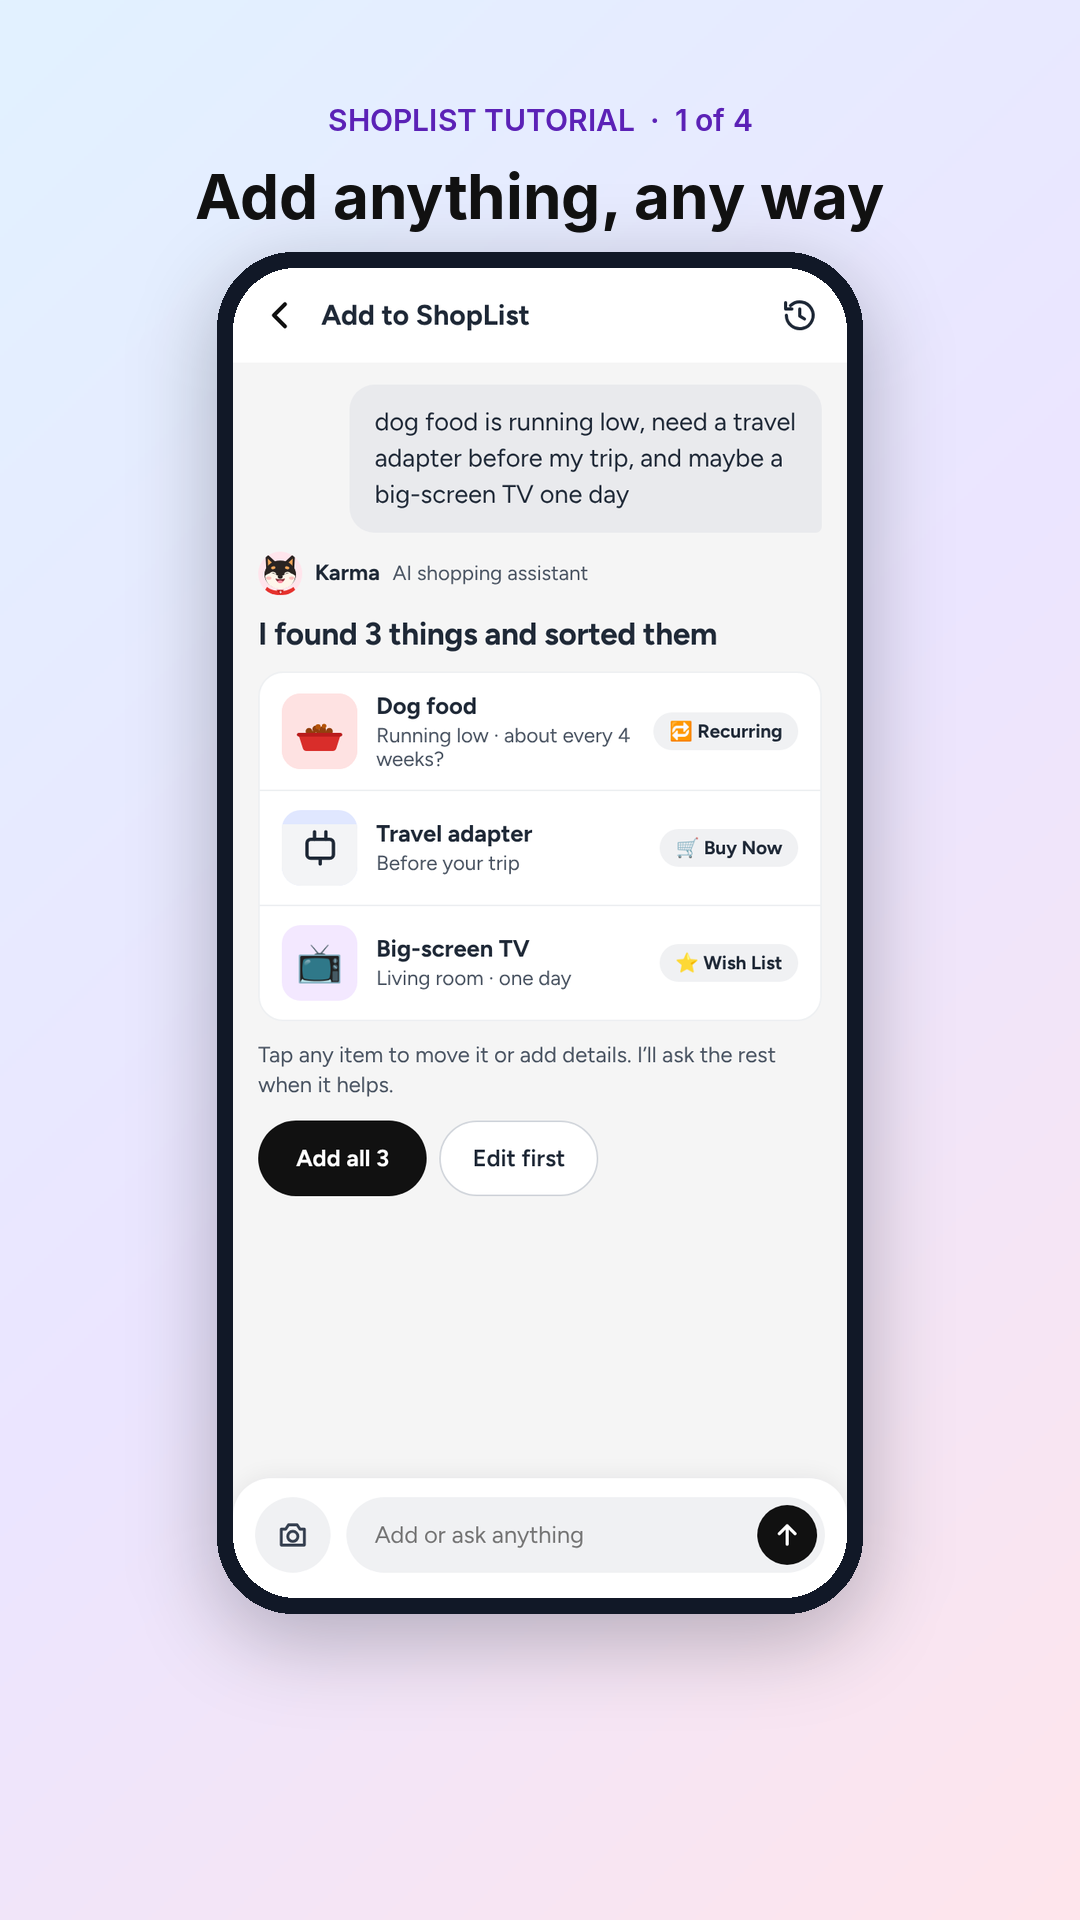 SHOPLIST TUTORIAL · 1 of 4
Add anything, any way
Add to ShopList
dog food is running low, need a travel
adapter before my trip, and maybe a
big-screen TV one day
Karma AI shopping assistant
I found 3 things and sorted them
Dog food
Running low · about every 4
weeks?
🔁 Recurring
Travel adapter
Before your trip
🛒 Buy Now
Big-screen TV
Living room · one day
⭐ Wish List
Tap any item to move it or add details. I’ll ask the rest
when it helps.
Add all 3
Edit first
Add or ask anything